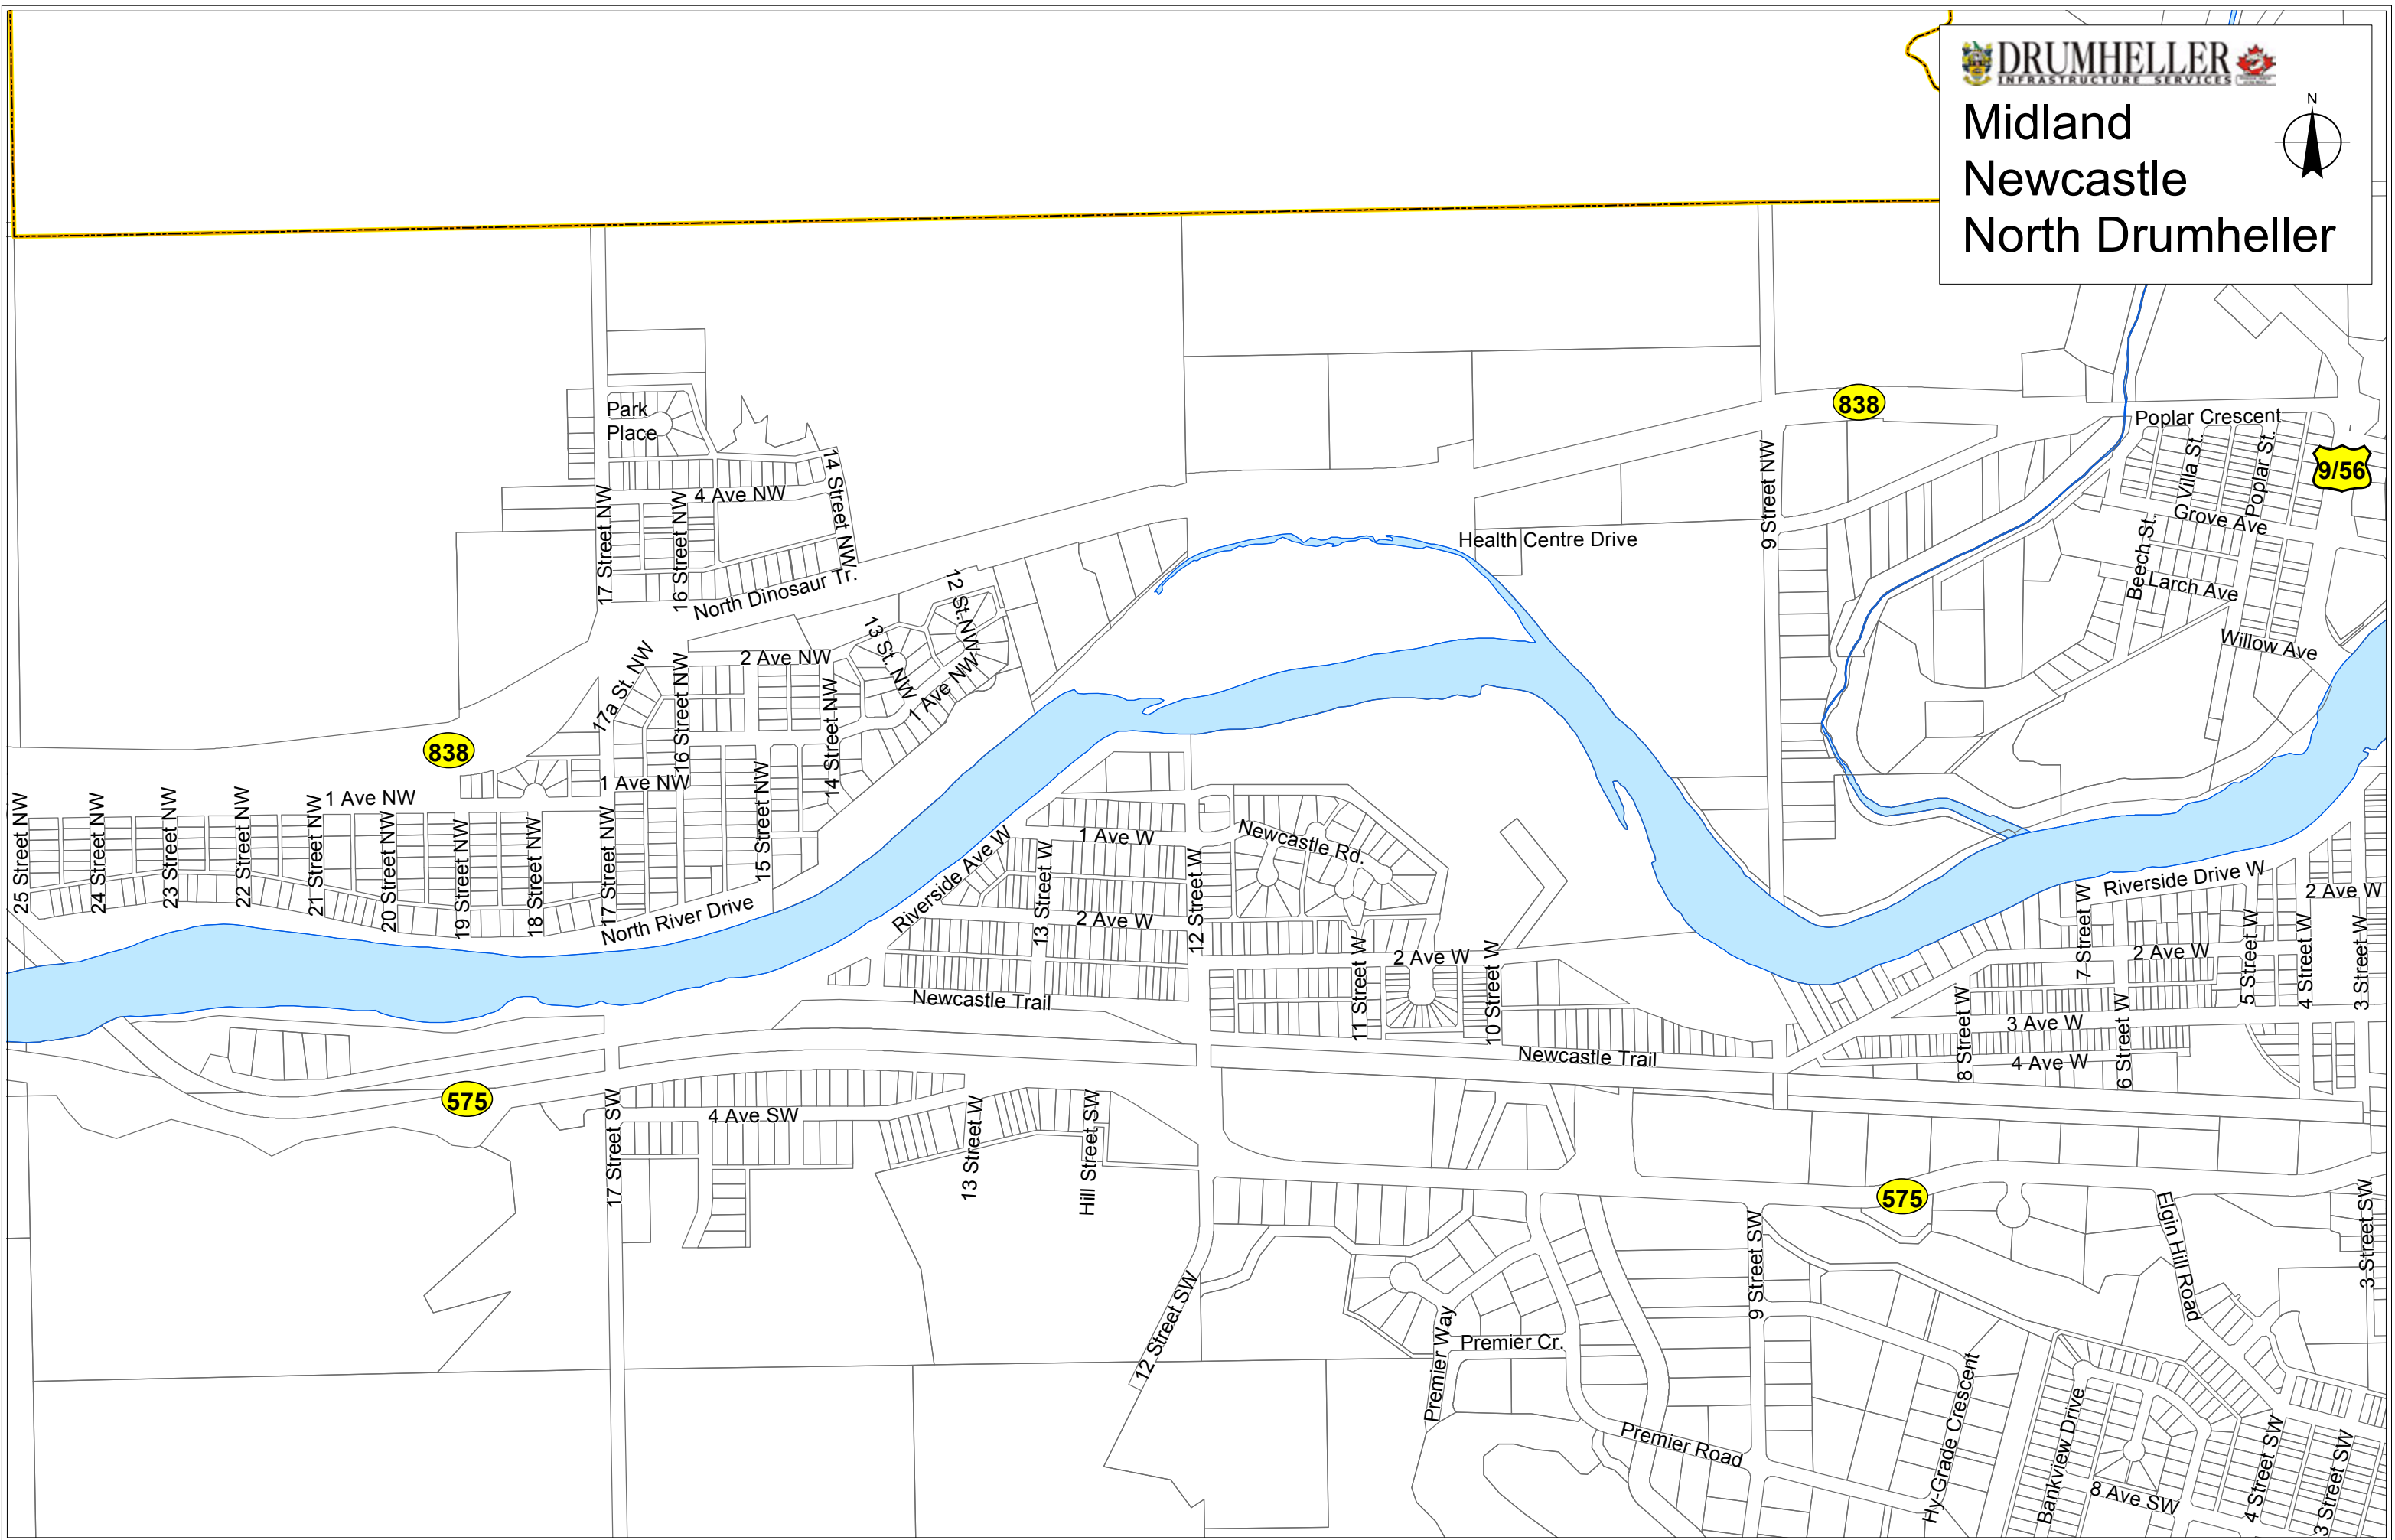 DRUMHELLER
INFRASTRUCTURE SERVICES
Midland
Newcastle
North Drumheller
N
838
Poplar Crescent
9/56
Park
Place
14 Street NW
4 Ave NW
17 Street NW
16 Street NW
North Dinosaur Tr.
9 Street NW
Health Centre Drive
Villa St.
Poplar St.
Grove Ave
Beech St.
Larch Ave
Willow Ave
12 St. NW
13 St. NW
1 Ave NW
2 Ave NW
17a St. NW
16 Street NW
14 Street NW
838
1 Ave NW
1 Ave NW
15 Street NW
25 Street NW
24 Street NW
23 Street NW
22 Street NW
21 Street NW
20 Street NW
19 Street NW
18 Street NW
17 Street NW
North River Drive
Riverside Ave W
1 Ave W
13 Street W
2 Ave W
12 Street W
Newcastle Rd.
Newcastle Trail
11 Street W
2 Ave W
10 Street W
Newcastle Trail
Riverside Drive W
2 Ave W
7 Street W
2 Ave W
5 Street W
4 Street W
3 Street W
8 Street W
3 Ave W
4 Ave W
6 Street W
575
17 Street SW
4 Ave SW
13 Street W
Hill Street SW
12 Street SW
575
9 Street SW
Elgin Hill Road
3 Street SW
Premier Way
Premier Cr.
Premier Road
Hy-Grade Crescent
Bankview Drive
8 Ave SW
4 Street SW
3 Street SW